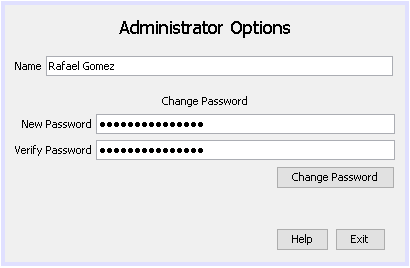 Administrator Options
Name Rafael Gomez
Change Password
New Password ●●●●●●●●●●●●●●●
Verify Password ●●●●●●●●●●●●●●●
Change Password
Help Exit